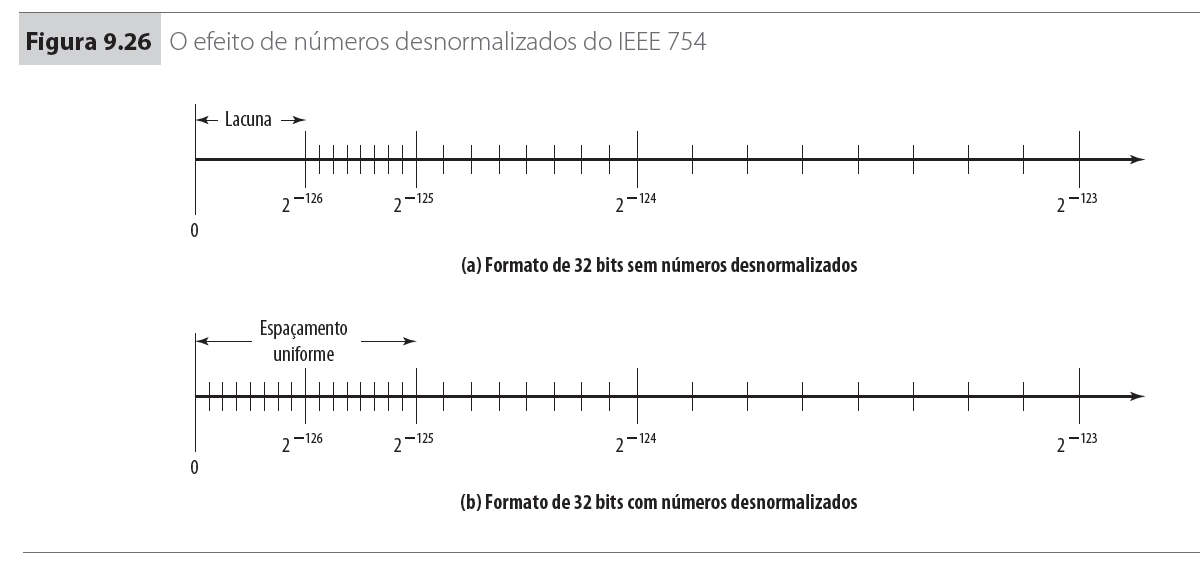 Figura 9.26 O efeito de números desnormalizados do IEEE 754
Lacuna
2⁻¹²⁶ 2⁻¹²⁵ 2⁻¹²⁴ 2⁻¹²³
0
(a) Formato de 32 bits sem números desnormalizados
Espaçamento
uniforme
2⁻¹²⁶ 2⁻¹²⁵ 2⁻¹²⁴ 2⁻¹²³
0
(b) Formato de 32 bits com números desnormalizados